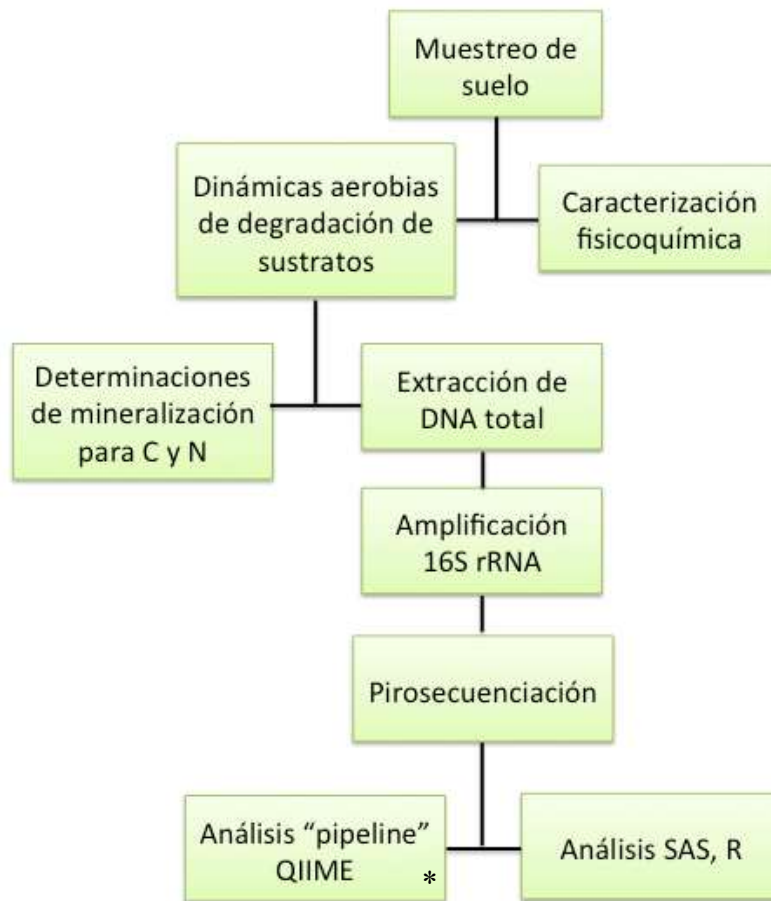 Muestreo de
suelo
Dinámicas aerobias
de degradación de
sustratos
Caracterización
fisicoquímica
Determinaciones
de mineralización
para C y N
Extracción de
DNA total
Amplificación
16S rRNA
Pirosecuenciación
Análisis “pipeline”
QIIME *
Análisis SAS, R